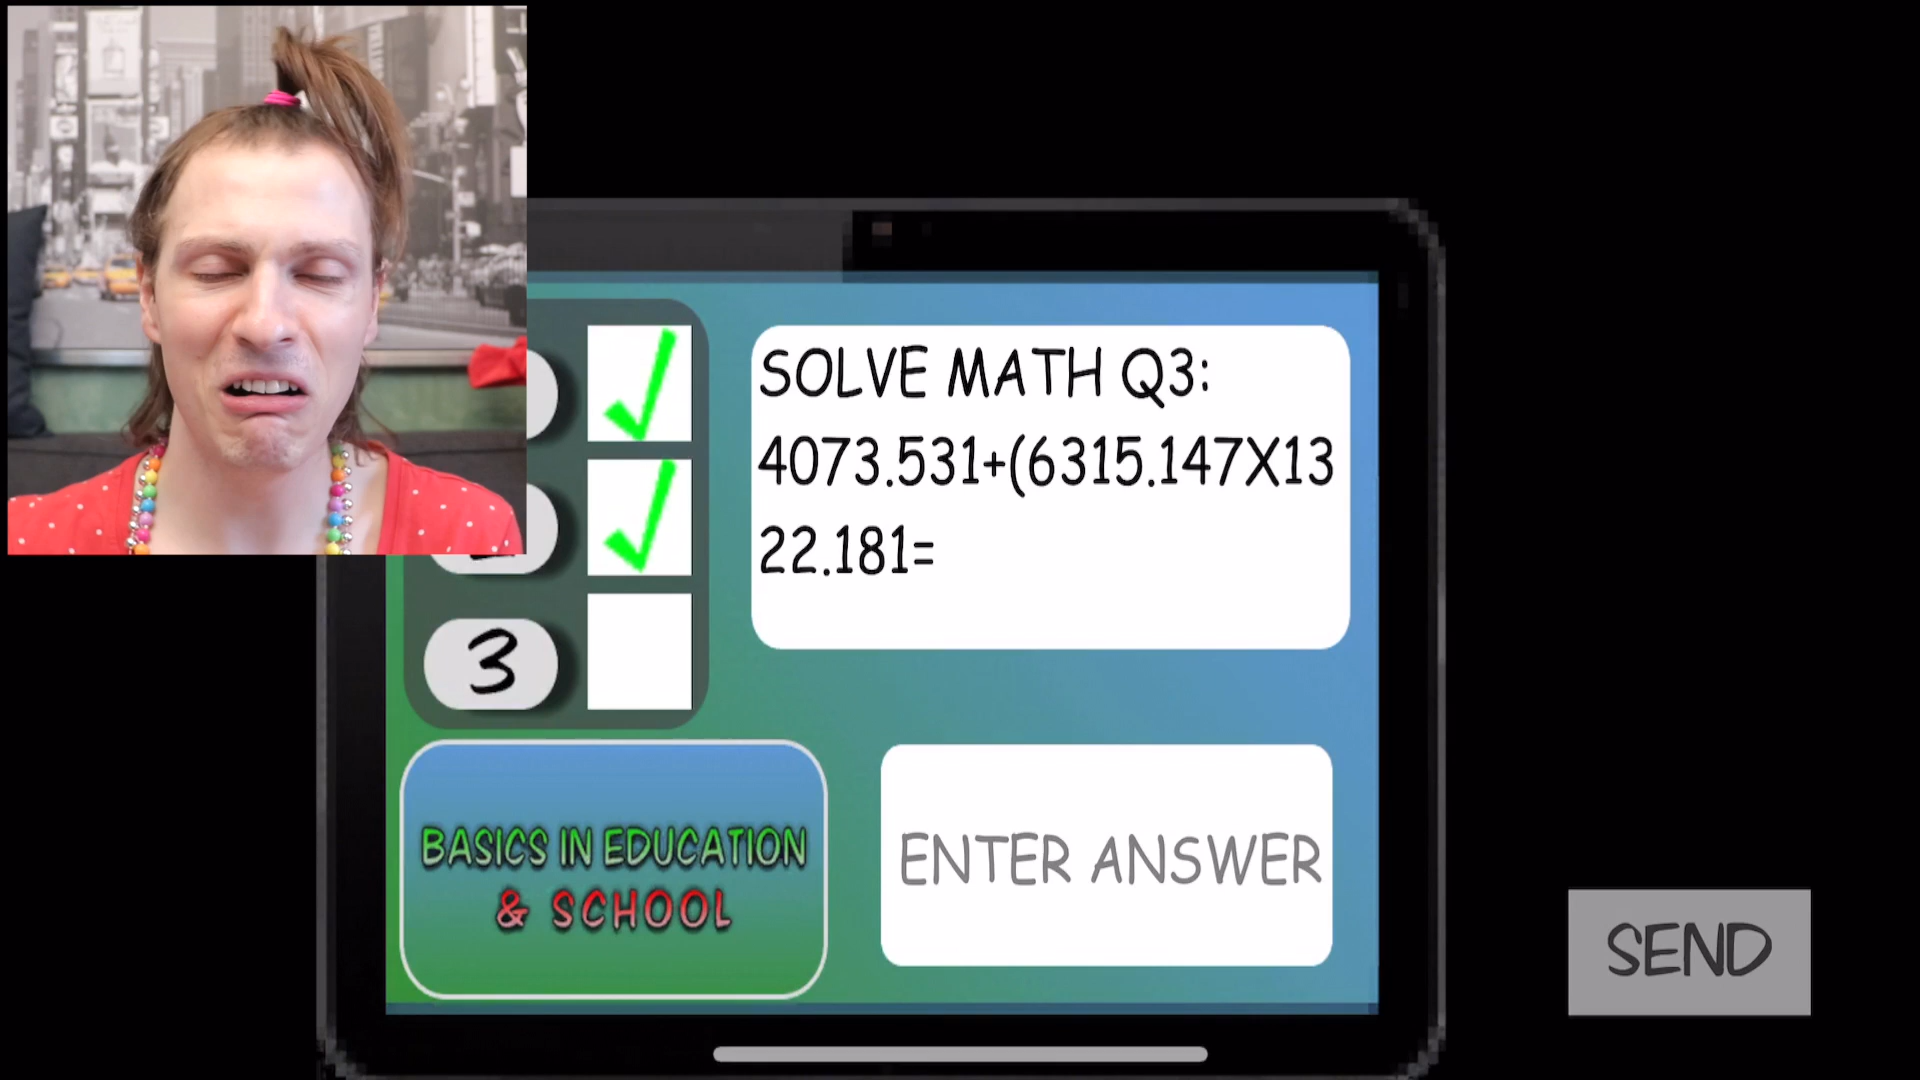 SOLVE MATH Q3:
4073.531+(6315.147X13
22.181=
3
BASICS IN EDUCATION
& SCHOOL
ENTER ANSWER
SEND